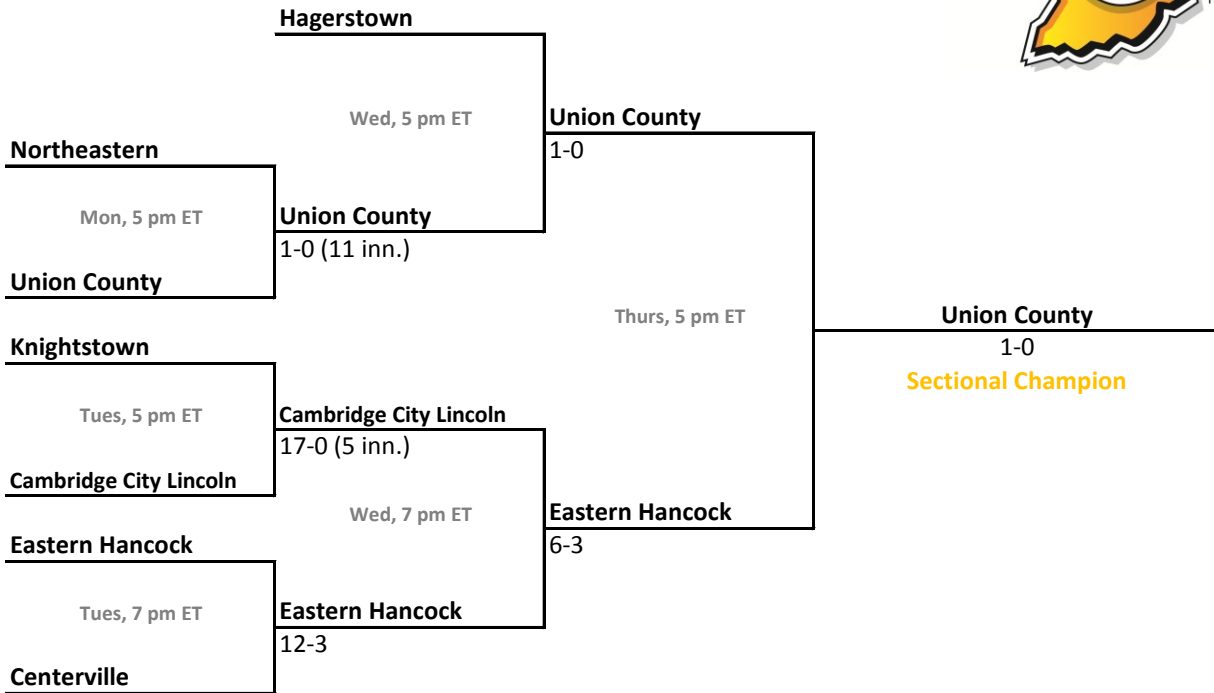 Hagerstown
Wed, 5 pm ET
Union County
1-0
Northeastern
Mon, 5 pm ET
Union County
1-0 (11 inn.)
Union County
Thurs, 5 pm ET
Union County
1-0
Sectional Champion
Knightstown
Tues, 5 pm ET
Cambridge City Lincoln
17-0 (5 inn.)
Cambridge City Lincoln
Wed, 7 pm ET
Eastern Hancock
6-3
Eastern Hancock
Tues, 7 pm ET
Eastern Hancock
12-3
Centerville